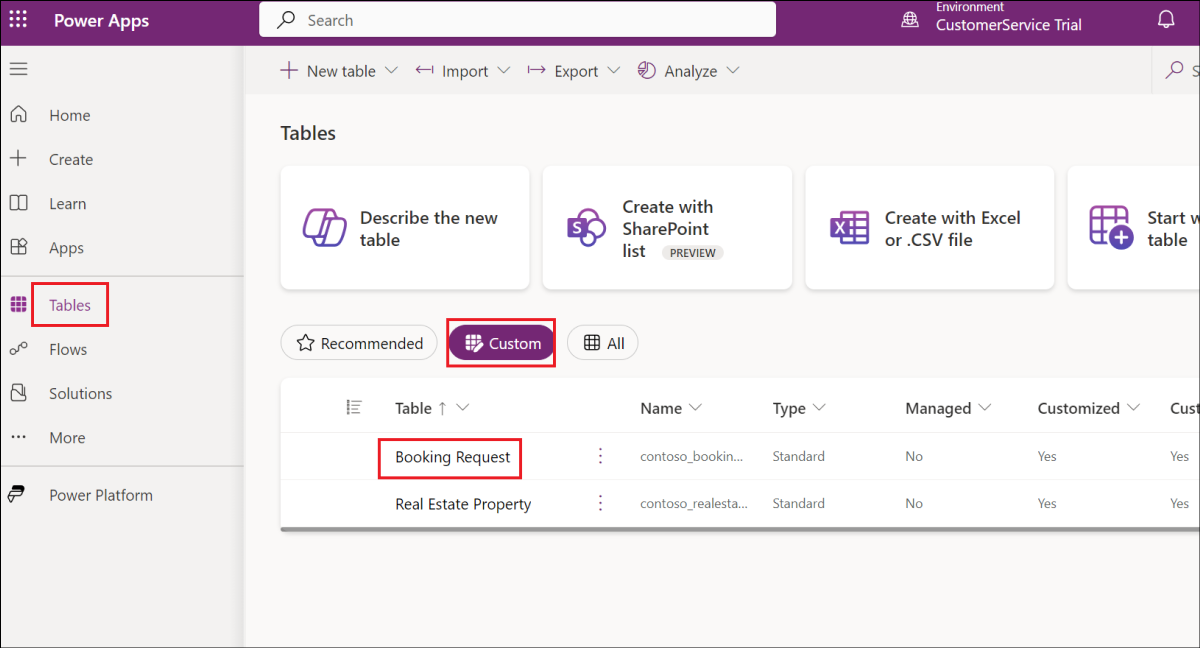 Power Apps
Search
Environment
CustomerService Trial
New table
Import
Export
Analyze
Home
Create
Learn
Apps
Tables
Flows
Solutions
More
Power Platform
Tables
Describe the new
table
Create with
SharePoint
list PREVIEW
Create with Excel
or .CSV file
Start w
table
Recommended
Custom
All
Table ↑ Name Type Managed Customized Cust
Booking Request contoso_bookin... Standard No Yes Yes
Real Estate Property contoso_realesta... Standard No Yes Yes